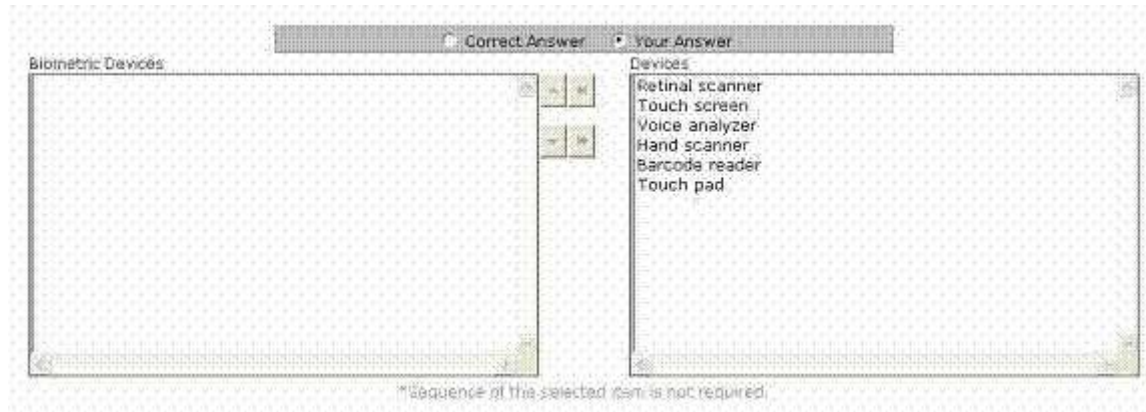 Correct Answer Your Answer
Biometric Devices
Devices
Retinal scanner
Touch screen
Voice analyzer
Hand scanner
Barcode reader
Touch pad
*Sequence of the selected item is not required.